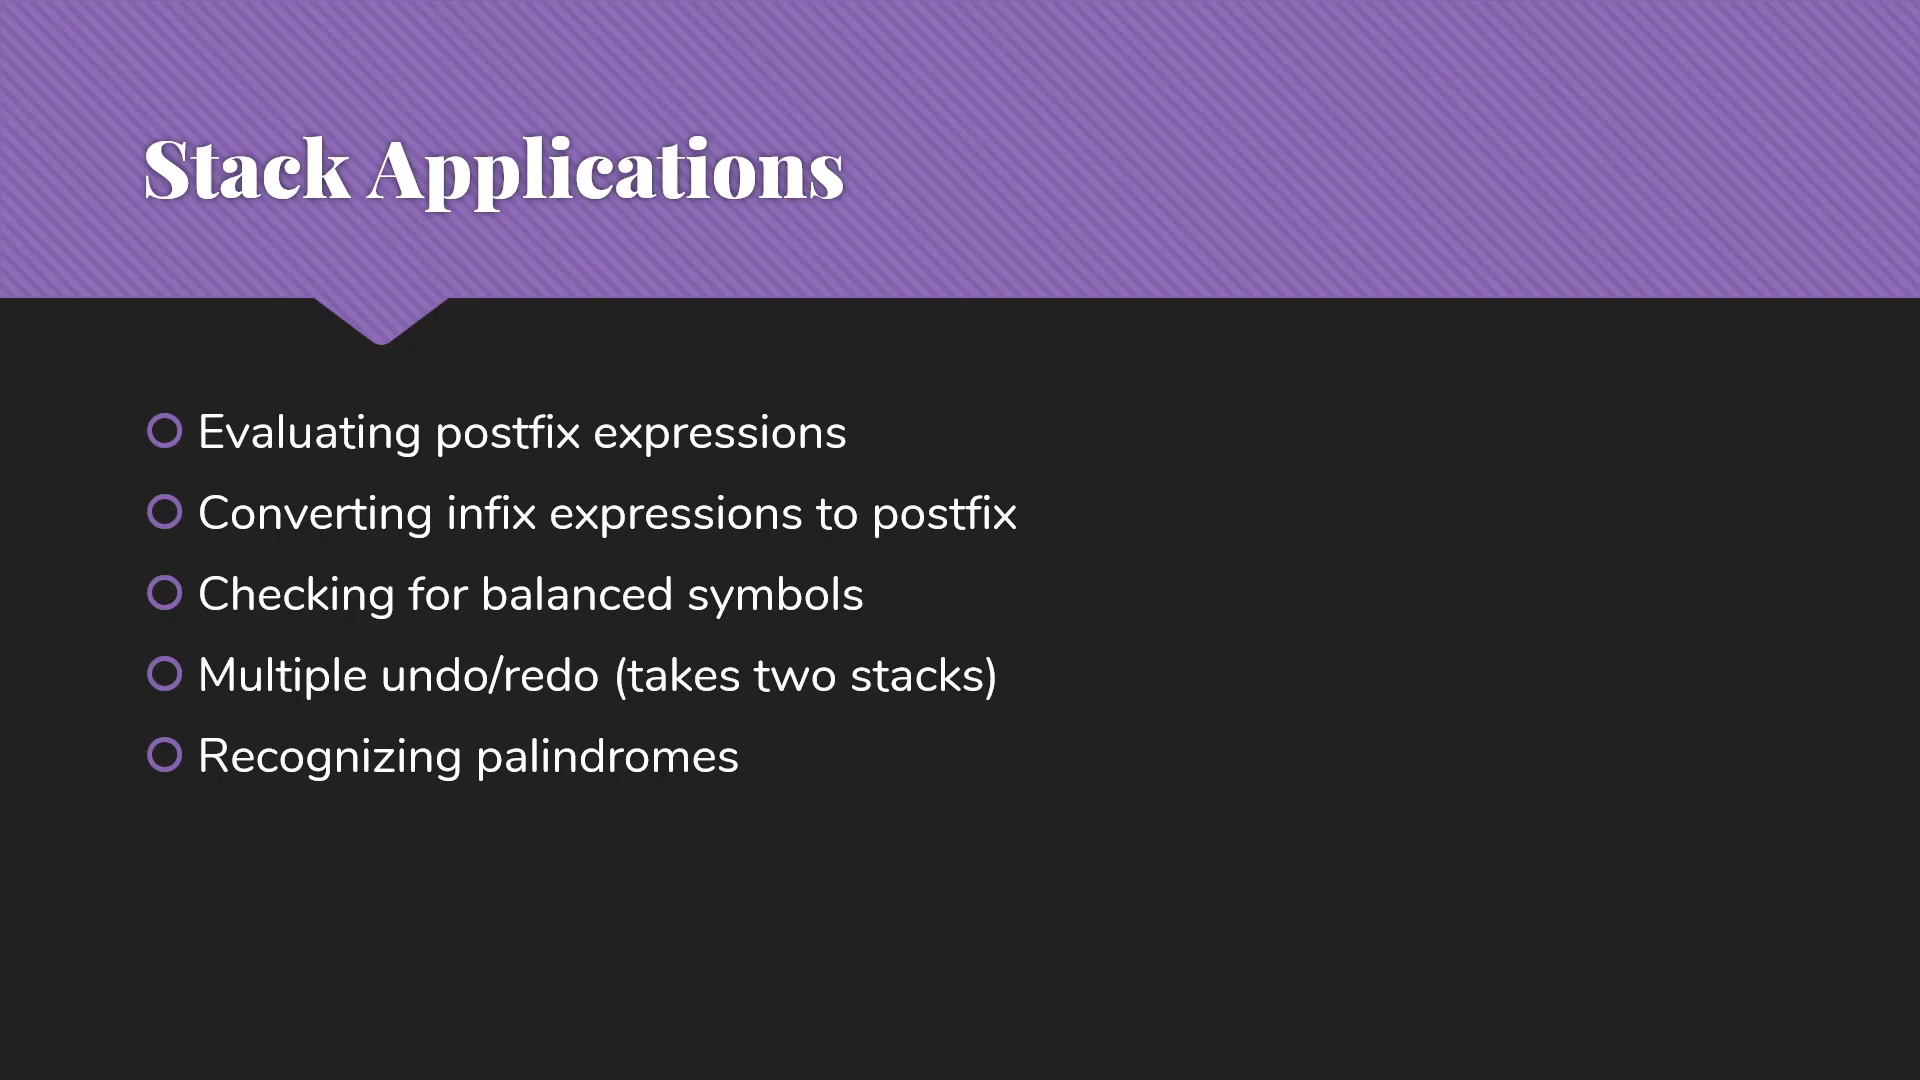 Stack Applications
Evaluating postfix expressions
Converting infix expressions to postfix
Checking for balanced symbols
Multiple undo/redo (takes two stacks)
Recognizing palindromes